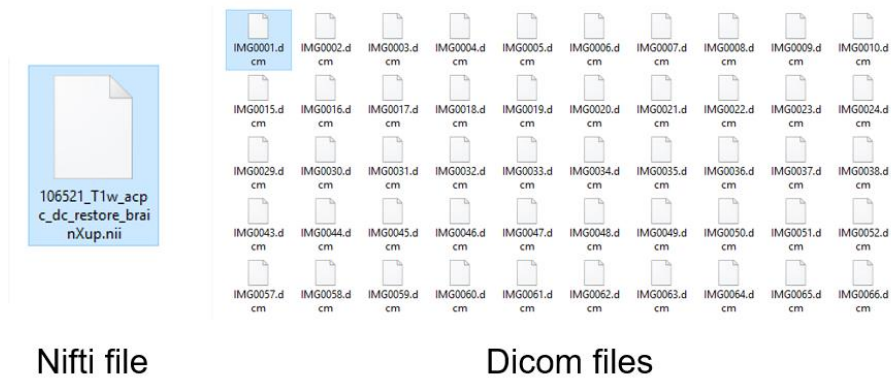 IMG0001.d IMG0002.d IMG0003.d IMG0004.d IMG0005.d IMG0006.d IMG0007.d IMG0008.d IMG0009.d IMG0010.d
cm cm cm cm cm cm cm cm cm cm
IMG0015.d IMG0016.d IMG0017.d IMG0018.d IMG0019.d IMG0020.d IMG0021.d IMG0022.d IMG0023.d IMG0024.d
cm cm cm cm cm cm cm cm cm cm
IMG0029.d IMG0030.d IMG0031.d IMG0032.d IMG0033.d IMG0034.d IMG0035.d IMG0036.d IMG0037.d IMG0038.d
cm cm cm cm cm cm cm cm cm cm
106521_T1w_acp
c_dc_restore_brai
nXup.nii
IMG0043.d IMG0044.d IMG0045.d IMG0046.d IMG0047.d IMG0048.d IMG0049.d IMG0050.d IMG0051.d IMG0052.d
cm cm cm cm cm cm cm cm cm cm
IMG0057.d IMG0058.d IMG0059.d IMG0060.d IMG0061.d IMG0062.d IMG0063.d IMG0064.d IMG0065.d IMG0066.d
cm cm cm cm cm cm cm cm cm cm
Nifti file
Dicom files